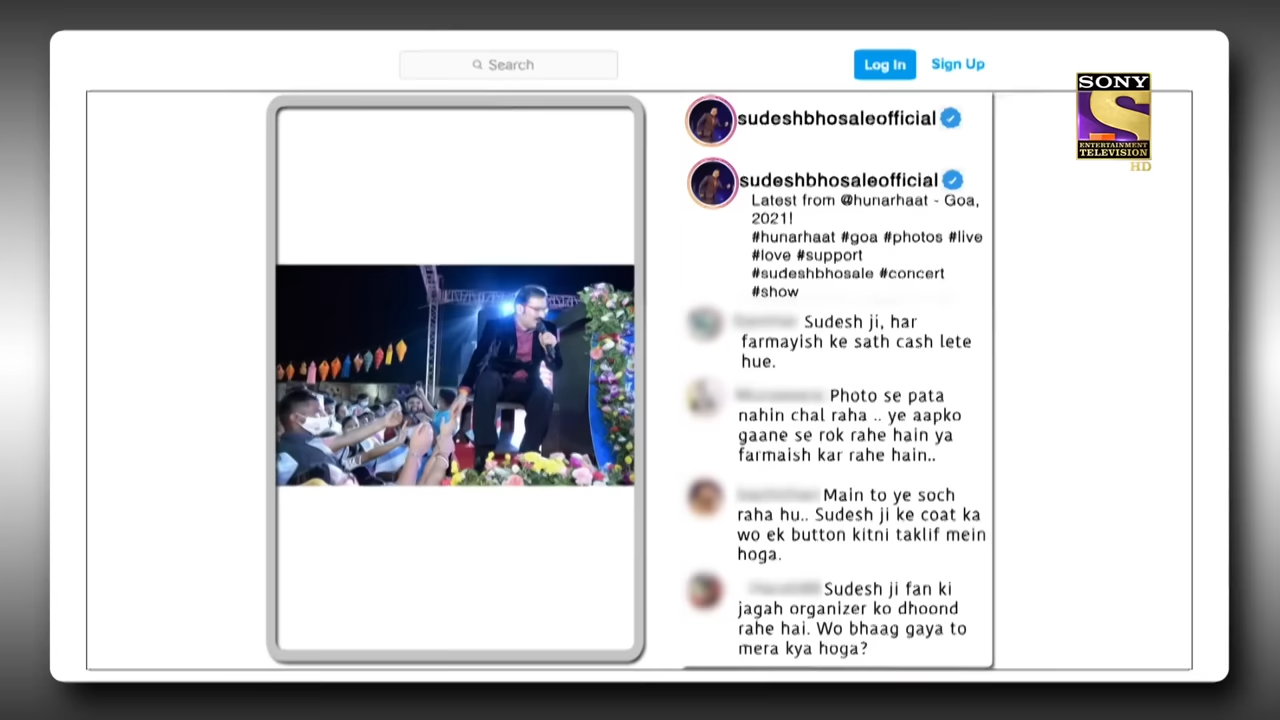 Search
Log In
Sign Up
SONY
ENTERTAINMENT
TELEVISION
HD
sudeshbhosaleofficial
sudeshbhosaleofficial
Latest from @hunarhaat - Goa,
2021!
#hunarhaat #goa #photos #live
#love #support
#sudeshbhosale #concert
#show
Sudesh ji, har
farmayish ke sath cash lete
hue.
Photo se pata
nahin chal raha .. ye aapko
gaane se rok rahe hain ya
farmaish kar rahe hain..
Main to ye soch
raha hu.. Sudesh ji ke coat ka
wo ek button kitni taklif mein
hoga.
Sudesh ji fan ki
jagah organizer ko dhoond
rahe hai. Wo bhaag gaya to
mera kya hoga?